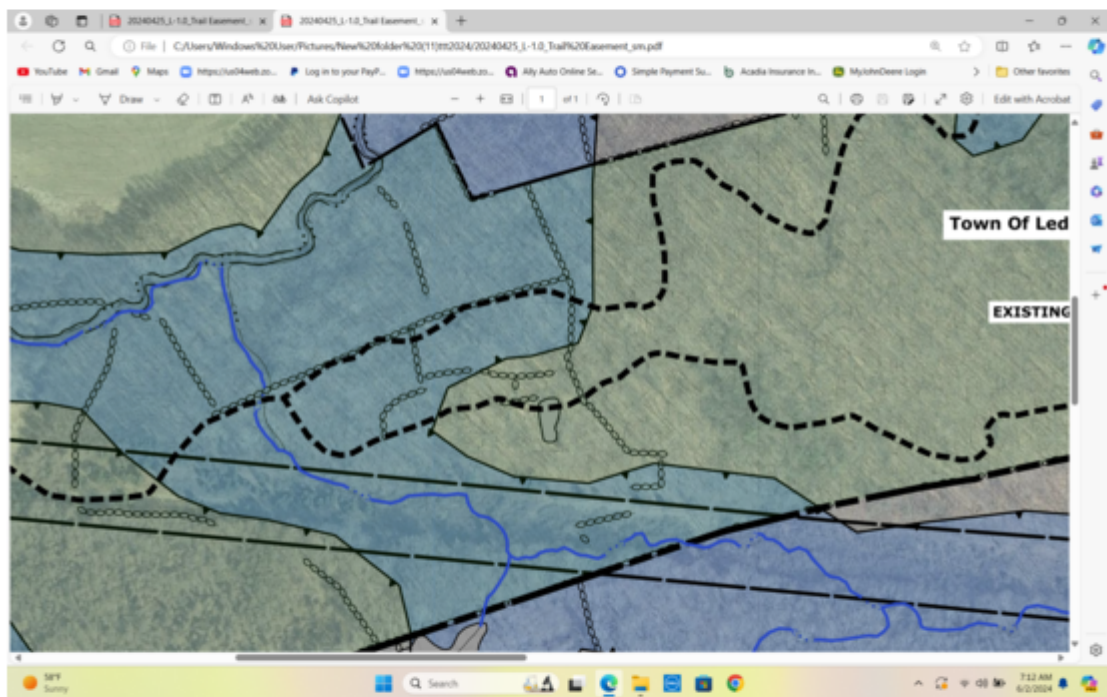 20240425_L-1.0_Trail Easement_
20240425_L-1.0_Trail Easement_
File
C:/Users/Windows%20User/Pictures/New%20folder%20(11)ttt2024/20240425_L-1.0_Trail%20Easement_sm.pdf
YouTube
Gmail
Maps
https://us04web.zo...
Log in to your PayP...
https://us04web.zo...
Ally Auto Online Se...
Simple Payment Su...
Acadia Insurance In...
MyJohnDeere Login
Other favorites
Draw
Ask Copilot
1
of 1
Edit with Acrobat
Town Of Led
EXISTING
58°F
Sunny
Search
7:12 AM
6/2/2024